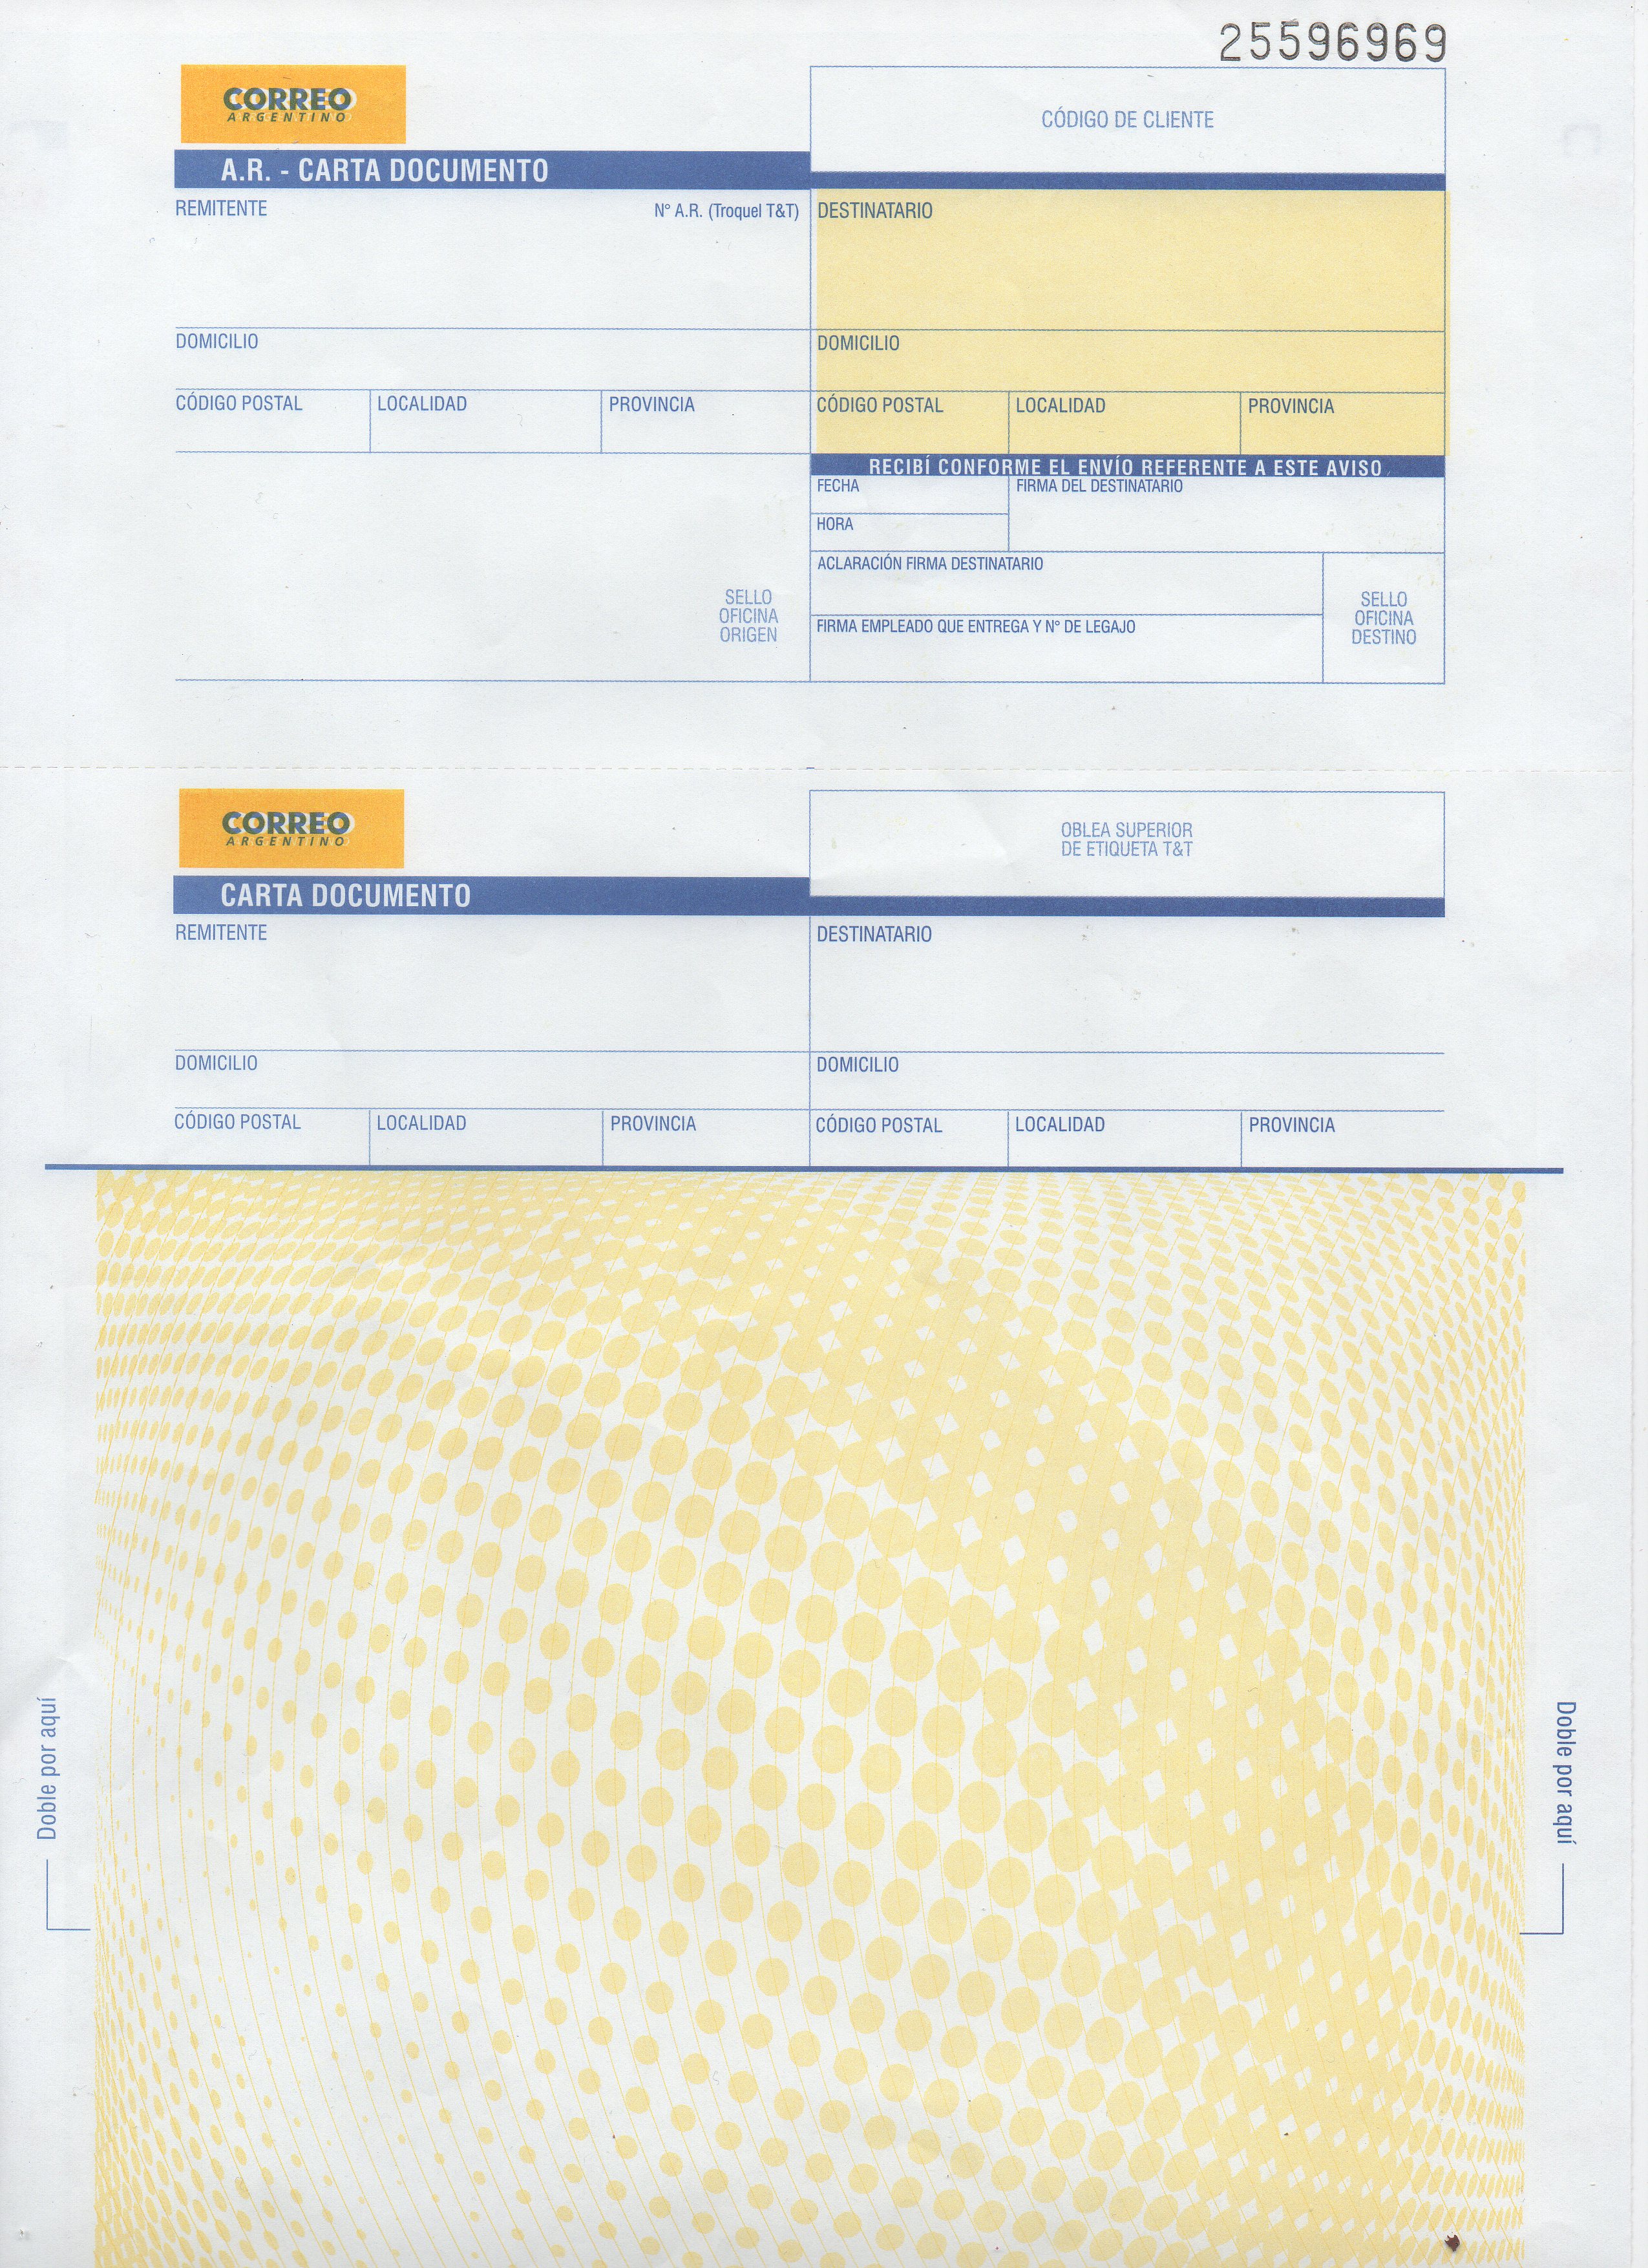 25596969
CORREO
ARGENTINO
CÓDIGO DE CLIENTE
A.R. - CARTA DOCUMENTO
REMITENTE
N° A.R. (Troquel T&T)
DESTINATARIO
DOMICILIO
DOMICILIO
CÓDIGO POSTAL
LOCALIDAD
PROVINCIA
CÓDIGO POSTAL
LOCALIDAD
PROVINCIA
RECIBÍ CONFORME EL ENVÍO REFERENTE A ESTE AVISO
FECHA
FIRMA DEL DESTINATARIO
HORA
ACLARACIÓN FIRMA DESTINATARIO
SELLO
OFICINA
ORIGEN
SELLO
OFICINA
DESTINO
FIRMA EMPLEADO QUE ENTREGA Y N° DE LEGAJO
CORREO
ARGENTINO
OBLEA SUPERIOR
DE ETIQUETA T&T
CARTA DOCUMENTO
REMITENTE
DESTINATARIO
DOMICILIO
DOMICILIO
CÓDIGO POSTAL
LOCALIDAD
PROVINCIA
CÓDIGO POSTAL
LOCALIDAD
PROVINCIA
Doble por aquí
Doble por aquí